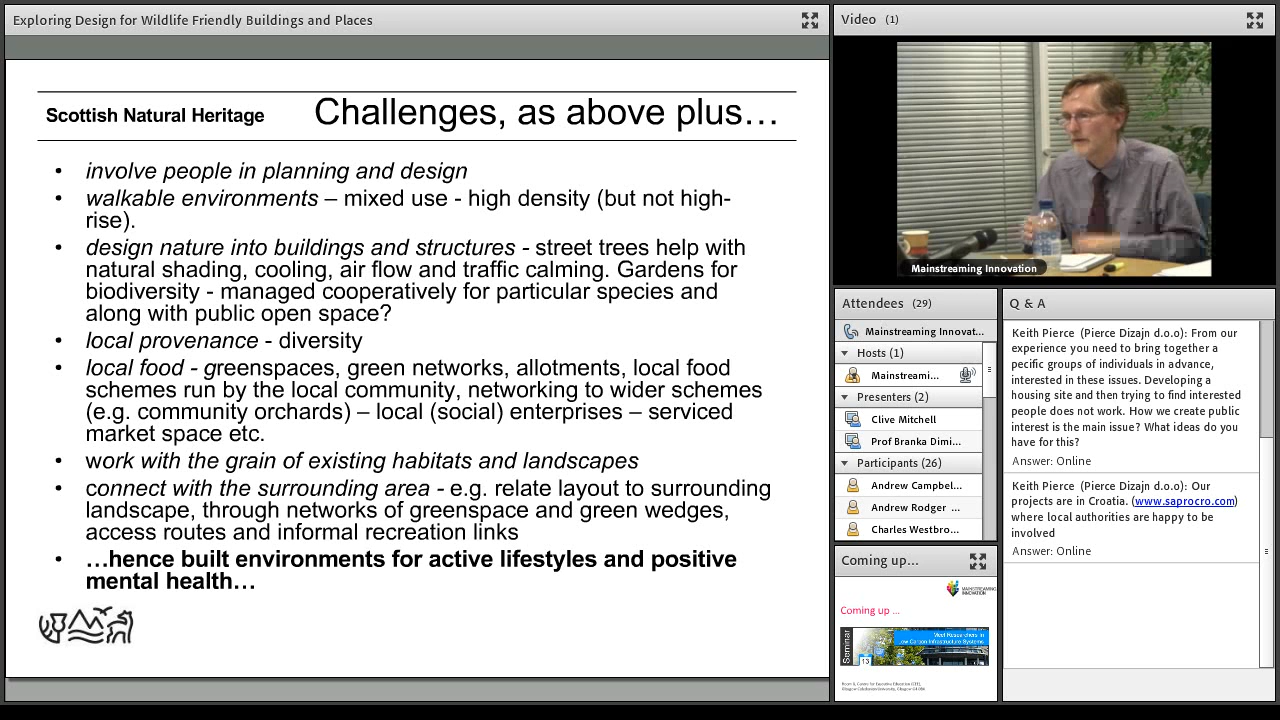 Exploring Design for Wildlife Friendly Buildings and Places
Scottish Natural Heritage
Challenges, as above plus…
• involve people in planning and design
• walkable environments – mixed use - high density (but not high-
rise).
• design nature into buildings and structures - street trees help with
natural shading, cooling, air flow and traffic calming. Gardens for
biodiversity - managed cooperatively for particular species and
along with public open space?
• local provenance - diversity
• local food - greenspaces, green networks, allotments, local food
schemes run by the local community, networking to wider schemes
(e.g. community orchards) – local (social) enterprises – serviced
market space etc.
• work with the grain of existing habitats and landscapes
• connect with the surrounding area - e.g. relate layout to surrounding
landscape, through networks of greenspace and green wedges,
access routes and informal recreation links
• …hence built environments for active lifestyles and positive
mental health…
Video (1)
Mainstreaming Innovation
Attendees (29)
Mainstreaming Innovat...
Hosts (1)
Mainstreami...
Presenters (2)
Clive Mitchell
Prof Branka Dimi...
Participants (26)
Andrew Campbel...
Andrew Rodger ...
Charles Westbro...
Q & A
Keith Pierce (Pierce Dizajn d.o.o): From our
experience you need to bring together a
pecific groups of individuals in advance,
interested in these issues. Developing a
housing site and then trying to find interested
people does not work. How we create public
interest is the main issue? What ideas do you
have for this?
Answer: Online
Keith Pierce (Pierce Dizajn d.o.o): Our
projects are in Croatia. (www.saprocro.com)
where local authorities are happy to be
involved
Answer: Online
Coming up...
MAINSTREAMING
INNOVATION
Coming up ...
Seminar
Meet Researchers in
Low Carbon Infrastructure Systems
13